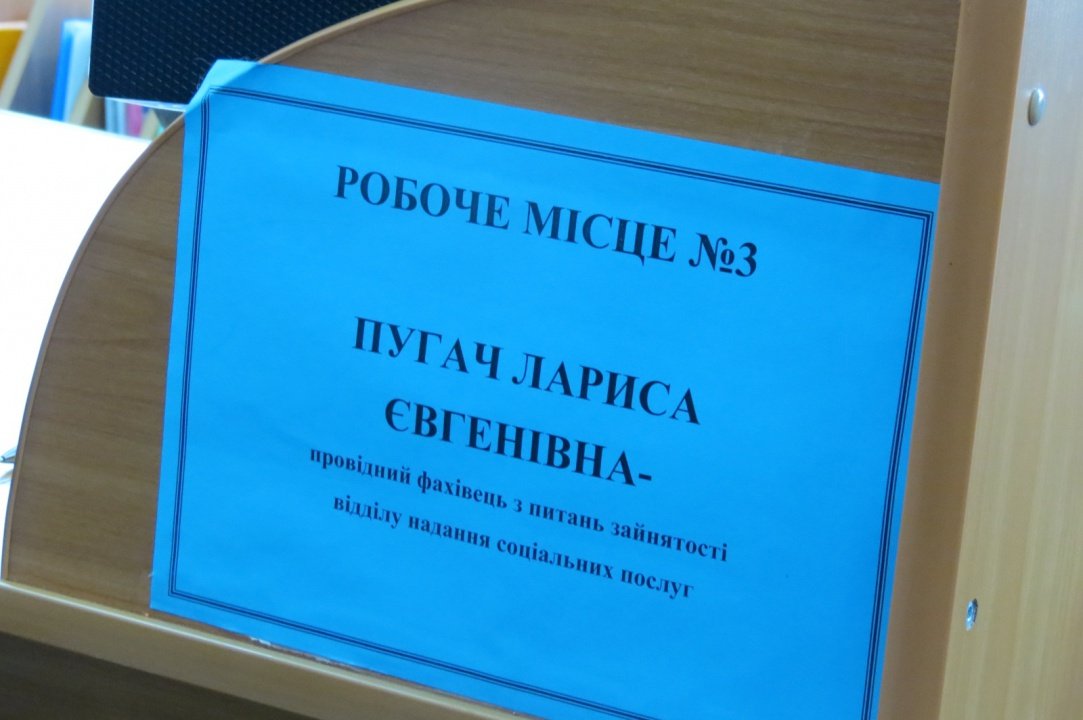 РОБОЧЕ МІСЦЕ №3
ПУГАЧ ЛАРИСА
ЄВГЕНІВНА-
провідний фахівець з питань зайнятості
відділу надання соціальних послуг